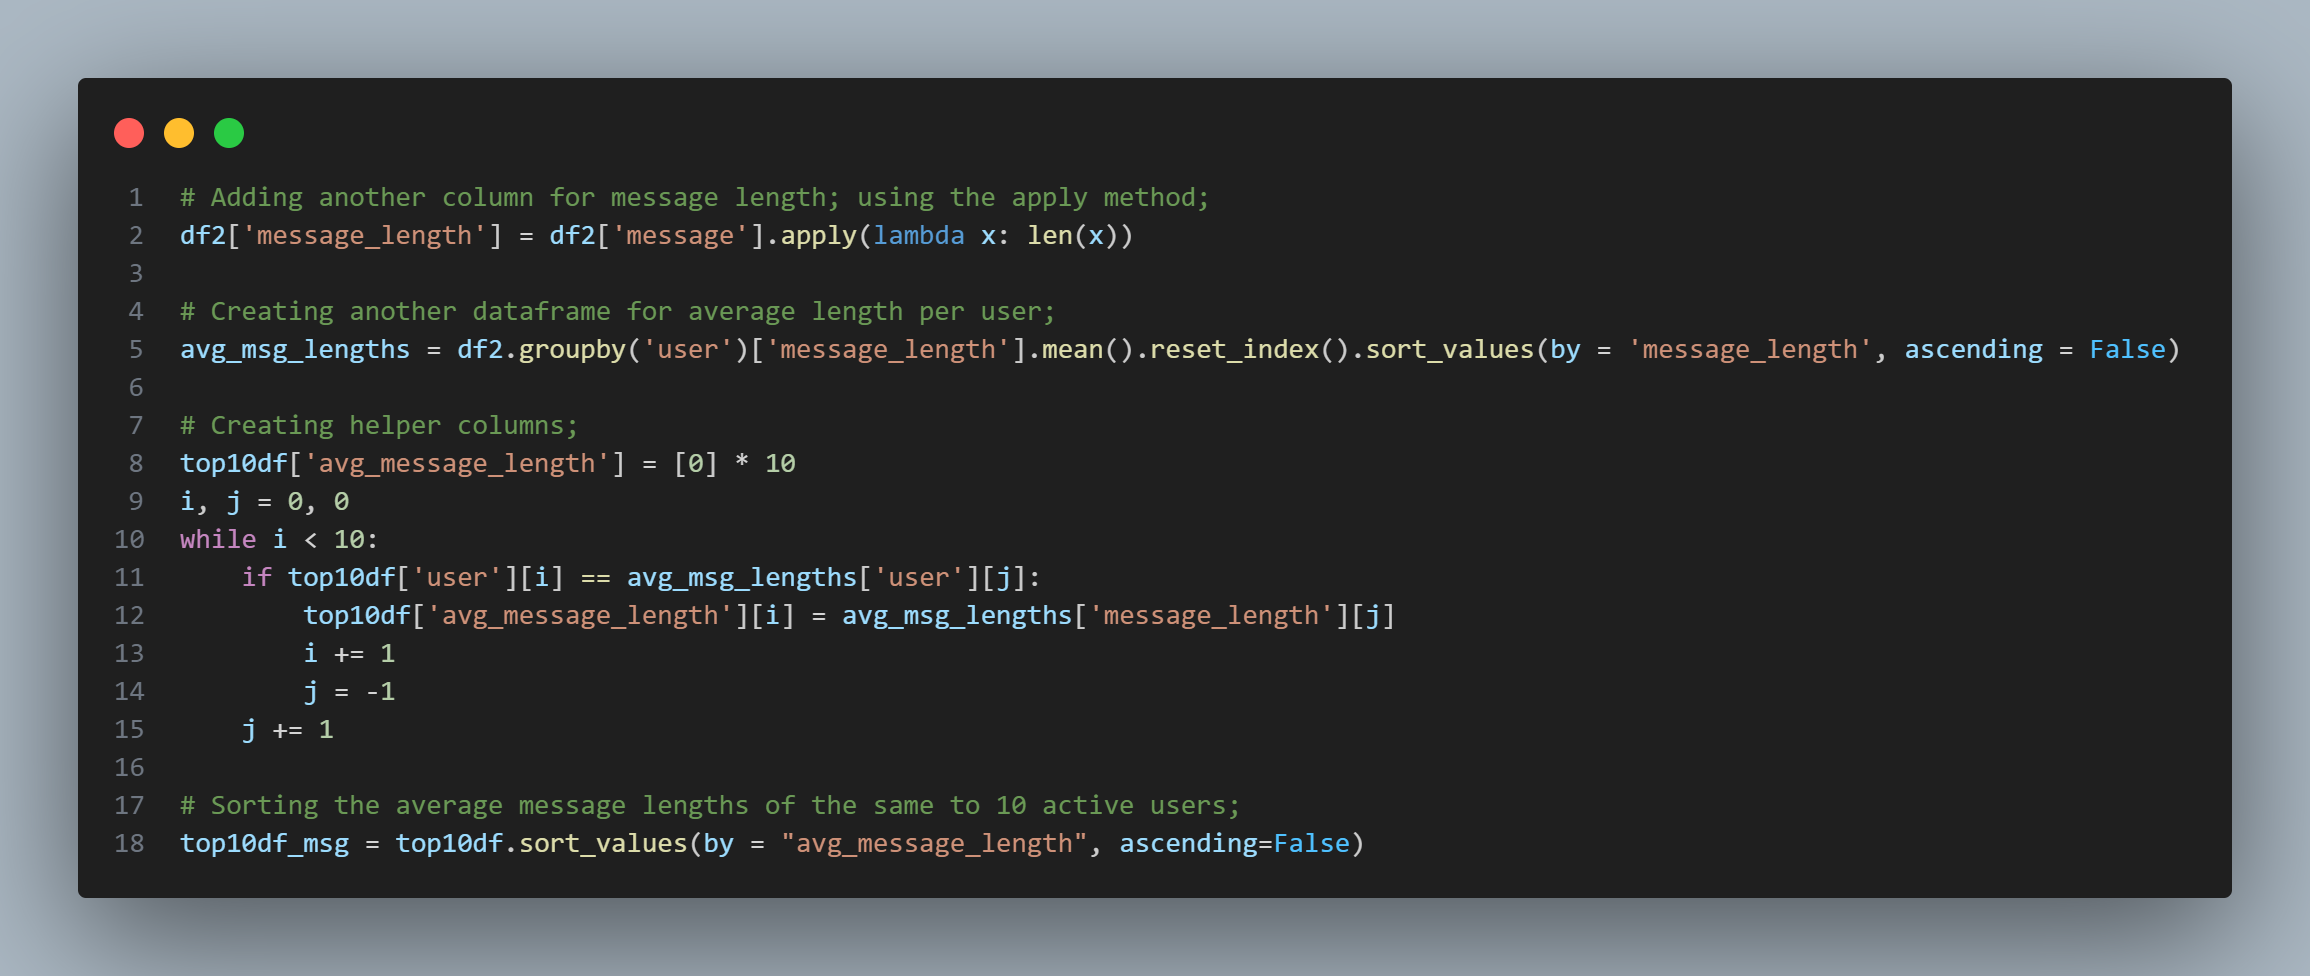 1 # Adding another column for message length; using the apply method;
2 df2['message_length'] = df2['message'].apply(lambda x: len(x))
3
4 # Creating another dataframe for average length per user;
5 avg_msg_lengths = df2.groupby('user')['message_length'].mean().reset_index().sort_values(by = 'message_length', ascending = False)
6
7 # Creating helper columns;
8 top10df['avg_message_length'] = [0] * 10
9 i, j = 0, 0
10 while i < 10:
11     if top10df['user'][i] == avg_msg_lengths['user'][j]:
12         top10df['avg_message_length'][i] = avg_msg_lengths['message_length'][j]
13         i += 1
14         j = -1
15     j += 1
16
17 # Sorting the average message lengths of the same to 10 active users;
18 top10df_msg = top10df.sort_values(by = "avg_message_length", ascending=False)